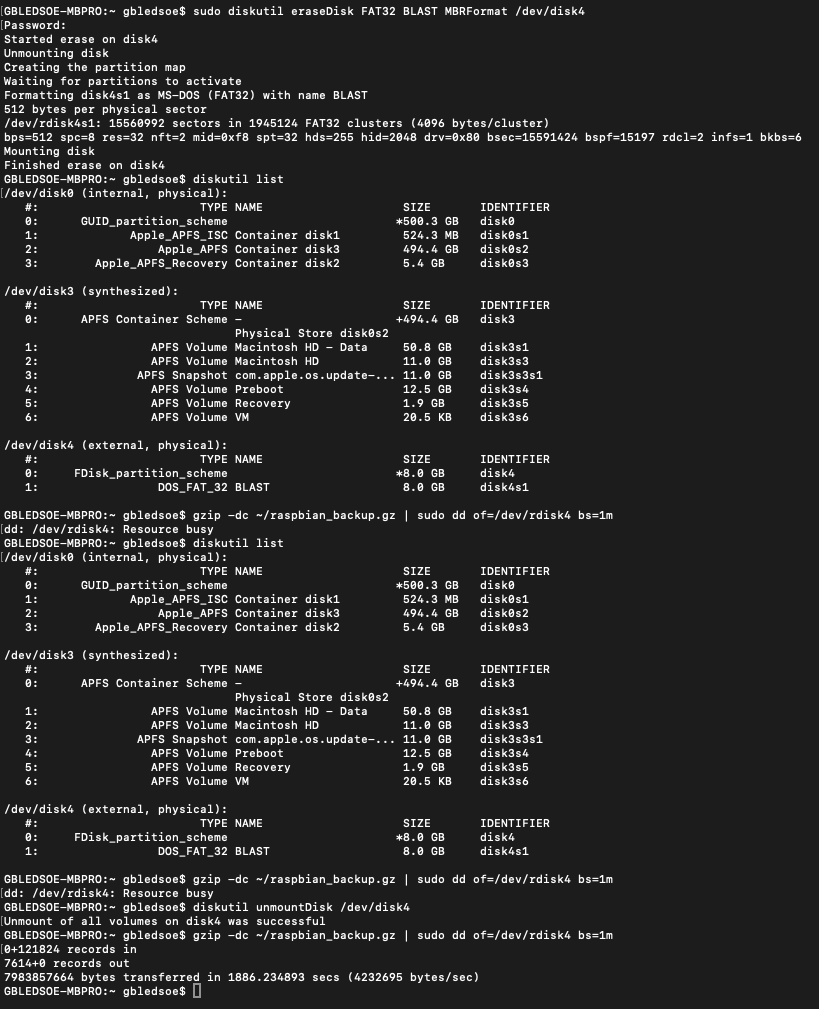 GBLEDSOE-MBPRO:~ gbledsoe$ sudo diskutil eraseDisk FAT32 BLAST MBRFormat /dev/disk4
Password:
Started erase on disk4
Unmounting disk
Creating the partition map
Waiting for partitions to activate
Formatting disk4s1 as MS-DOS (FAT32) with name BLAST
512 bytes per physical sector
/dev/rdisk4s1: 15560992 sectors in 1945124 FAT32 clusters (4096 bytes/cluster)
bps=512 spc=8 res=32 nft=2 mid=0xf8 spt=32 hds=255 hid=2048 drv=0x80 bsec=15591424 bspf=15197 rdcl=2 infs=1 bkbs=6
Mounting disk
Finished erase on disk4
GBLEDSOE-MBPRO:~ gbledsoe$ diskutil list
/dev/disk0 (internal, physical):
   #:                       TYPE NAME                    SIZE       IDENTIFIER
   0:      GUID_partition_scheme                        *500.3 GB   disk0
   1:             Apple_APFS_ISC Container disk1         524.3 MB   disk0s1
   2:                 Apple_APFS Container disk3         494.4 GB   disk0s2
   3:        Apple_APFS_Recovery Container disk2         5.4 GB     disk0s3

/dev/disk3 (synthesized):
   #:                       TYPE NAME                    SIZE       IDENTIFIER
   0:      APFS Container Scheme -                      +494.4 GB   disk3
                                 Physical Store disk0s2
   1:                APFS Volume Macintosh HD - Data     50.8 GB    disk3s1
   2:                APFS Volume Macintosh HD            11.0 GB    disk3s3
   3:              APFS Snapshot com.apple.os.update-... 11.0 GB    disk3s3s1
   4:                APFS Volume Preboot                 12.5 GB    disk3s4
   5:                APFS Volume Recovery                1.9 GB     disk3s5
   6:                APFS Volume VM                      20.5 KB    disk3s6

/dev/disk4 (external, physical):
   #:                       TYPE NAME                    SIZE       IDENTIFIER
   0:     FDisk_partition_scheme                        *8.0 GB     disk4
   1:                 DOS_FAT_32 BLAST                   8.0 GB     disk4s1

GBLEDSOE-MBPRO:~ gbledsoe$ gzip -dc ~/raspbian_backup.gz | sudo dd of=/dev/rdisk4 bs=1m
dd: /dev/rdisk4: Resource busy
GBLEDSOE-MBPRO:~ gbledsoe$ diskutil list
/dev/disk0 (internal, physical):
   #:                       TYPE NAME                    SIZE       IDENTIFIER
   0:      GUID_partition_scheme                        *500.3 GB   disk0
   1:             Apple_APFS_ISC Container disk1         524.3 MB   disk0s1
   2:                 Apple_APFS Container disk3         494.4 GB   disk0s2
   3:        Apple_APFS_Recovery Container disk2         5.4 GB     disk0s3

/dev/disk3 (synthesized):
   #:                       TYPE NAME                    SIZE       IDENTIFIER
   0:      APFS Container Scheme -                      +494.4 GB   disk3
                                 Physical Store disk0s2
   1:                APFS Volume Macintosh HD - Data     50.8 GB    disk3s1
   2:                APFS Volume Macintosh HD            11.0 GB    disk3s3
   3:              APFS Snapshot com.apple.os.update-... 11.0 GB    disk3s3s1
   4:                APFS Volume Preboot                 12.5 GB    disk3s4
   5:                APFS Volume Recovery                1.9 GB     disk3s5
   6:                APFS Volume VM                      20.5 KB    disk3s6

/dev/disk4 (external, physical):
   #:                       TYPE NAME                    SIZE       IDENTIFIER
   0:     FDisk_partition_scheme                        *8.0 GB     disk4
   1:                 DOS_FAT_32 BLAST                   8.0 GB     disk4s1

GBLEDSOE-MBPRO:~ gbledsoe$ gzip -dc ~/raspbian_backup.gz | sudo dd of=/dev/rdisk4 bs=1m
dd: /dev/rdisk4: Resource busy
GBLEDSOE-MBPRO:~ gbledsoe$ diskutil unmountDisk /dev/disk4
Unmount of all volumes on disk4 was successful
GBLEDSOE-MBPRO:~ gbledsoe$ gzip -dc ~/raspbian_backup.gz | sudo dd of=/dev/rdisk4 bs=1m
0+121824 records in
7614+0 records out
7983857664 bytes transferred in 1886.234893 secs (4232695 bytes/sec)
GBLEDSOE-MBPRO:~ gbledsoe$